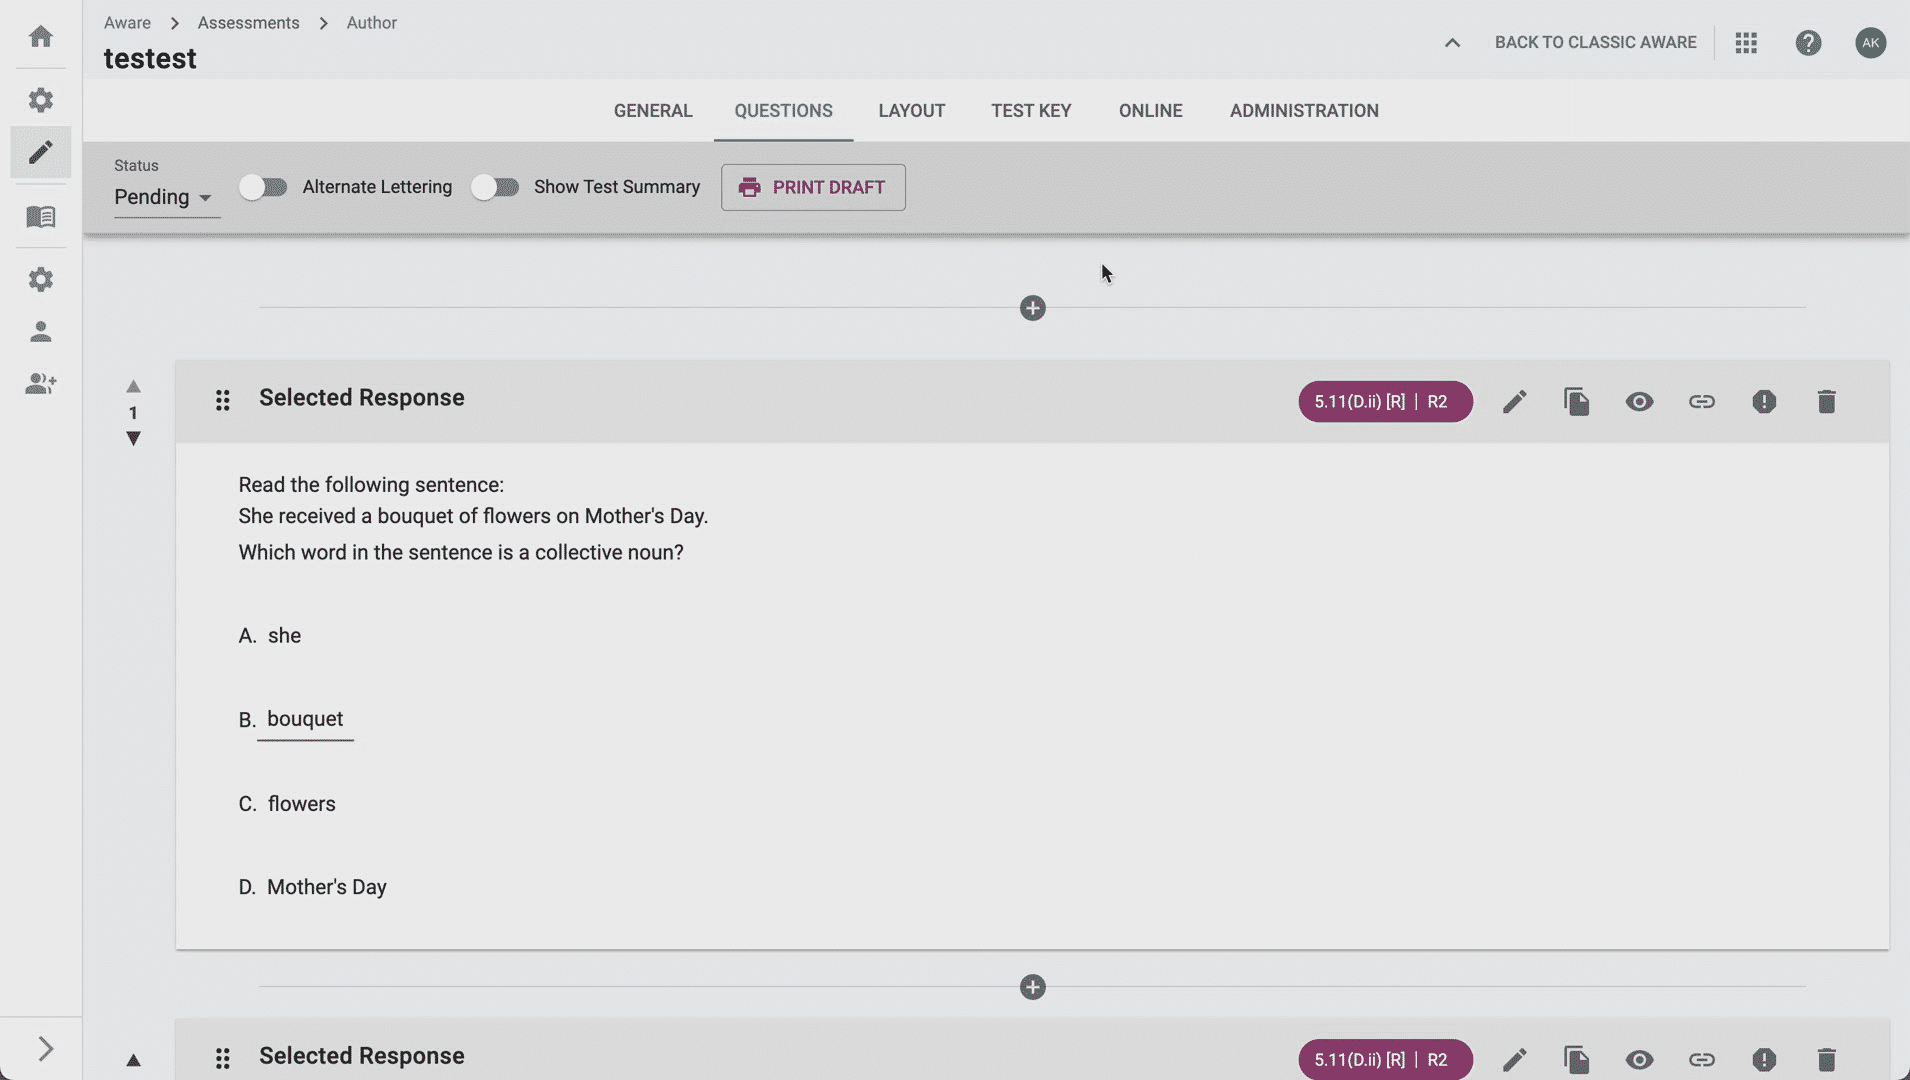 Aware > Assessments > Author
testest
BACK TO CLASSIC AWARE
AK
GENERAL QUESTIONS LAYOUT TEST KEY ONLINE ADMINISTRATION
Status
Pending
Alternate Lettering
Show Test Summary
PRINT DRAFT
1
Selected Response
5.11(D.ii) [R] | R2
Read the following sentence:
She received a bouquet of flowers on Mother's Day.
Which word in the sentence is a collective noun?
A. she
B. bouquet
C. flowers
D. Mother's Day
Selected Response
5.11(D.ii) [R] | R2